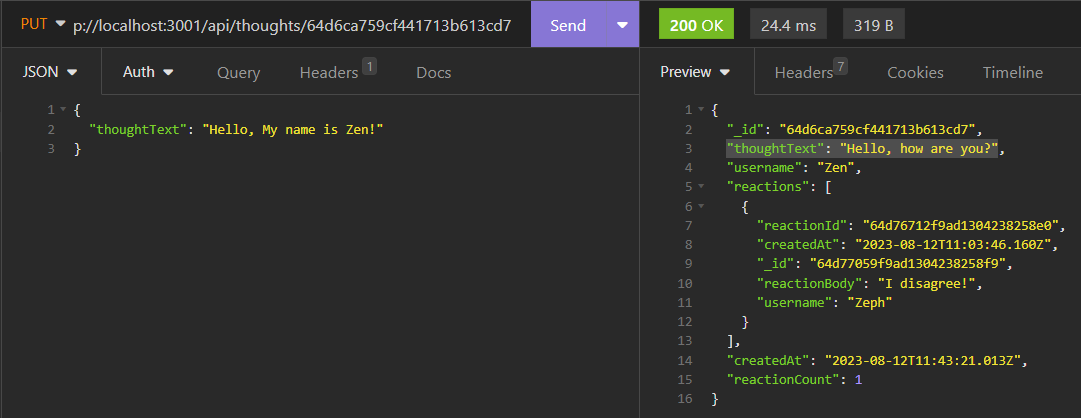 PUT p://localhost:3001/api/thoughts/64d6ca759cf441713b613cd7 Send 200 OK 24.4 ms 319 B
JSON Auth Query Headers 1 Docs
1 {
2 "thoughtText": "Hello, My name is Zen!"
3 }
Preview Headers 7 Cookies Timeline
1 {
2 "_id": "64d6ca759cf441713b613cd7",
3 "thoughtText": "Hello, how are you?",
4 "username": "Zen",
5 "reactions": [
6 {
7 "reactionId": "64d76712f9ad1304238258e0",
8 "createdAt": "2023-08-12T11:03:46.160Z",
9 "_id": "64d77059f9ad1304238258f9",
10 "reactionBody": "I disagree!",
11 "username": "Zeph"
12 }
13 ],
14 "createdAt": "2023-08-12T11:43:21.013Z",
15 "reactionCount": 1
16 }